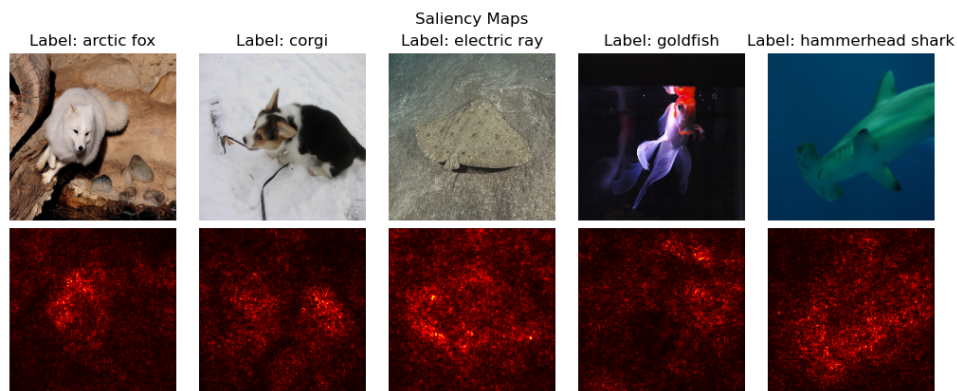 Saliency Maps
Label: arctic fox
Label: corgi
Label: electric ray
Label: goldfish
Label: hammerhead shark